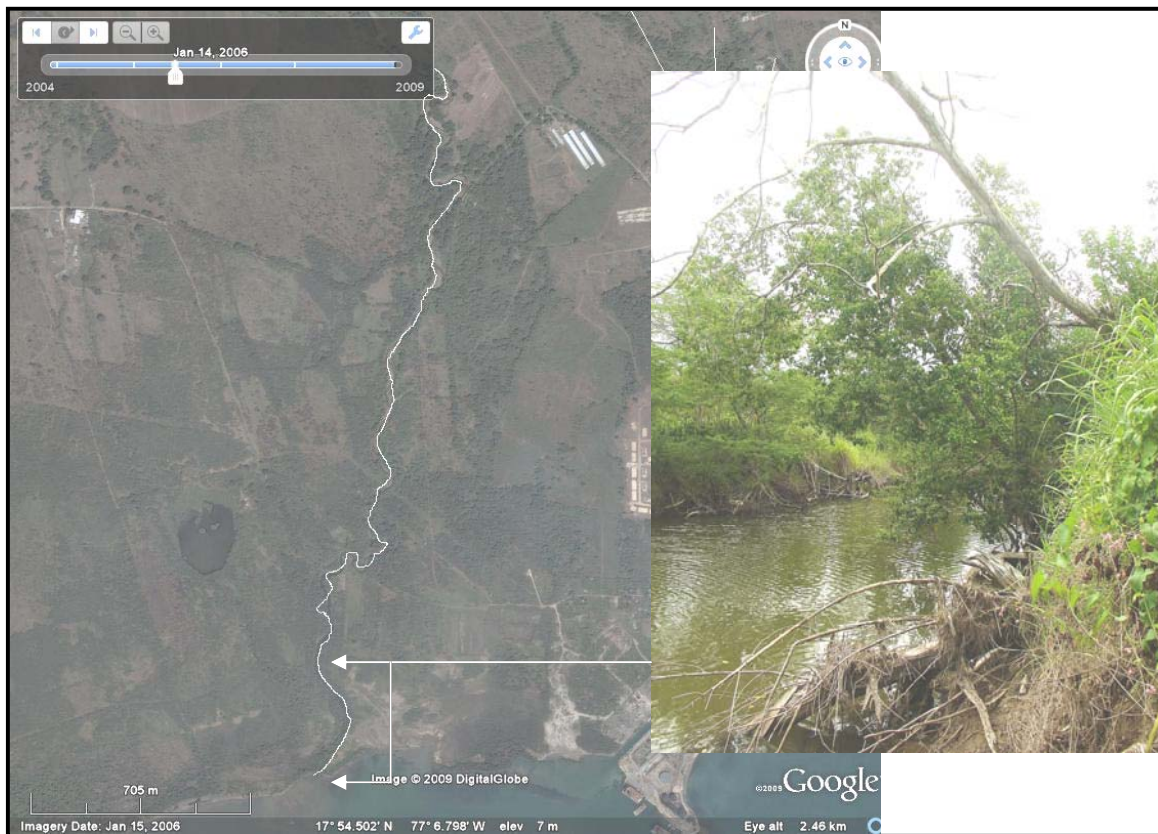 N
Jan 14, 2006
2004
2009
705 m
Image © 2009 DigitalGlobe
©2009 Google
Imagery Date: Jan 15, 2006
17° 54.502' N 77° 6.798' W elev 7 m
Eye alt 2.46 km